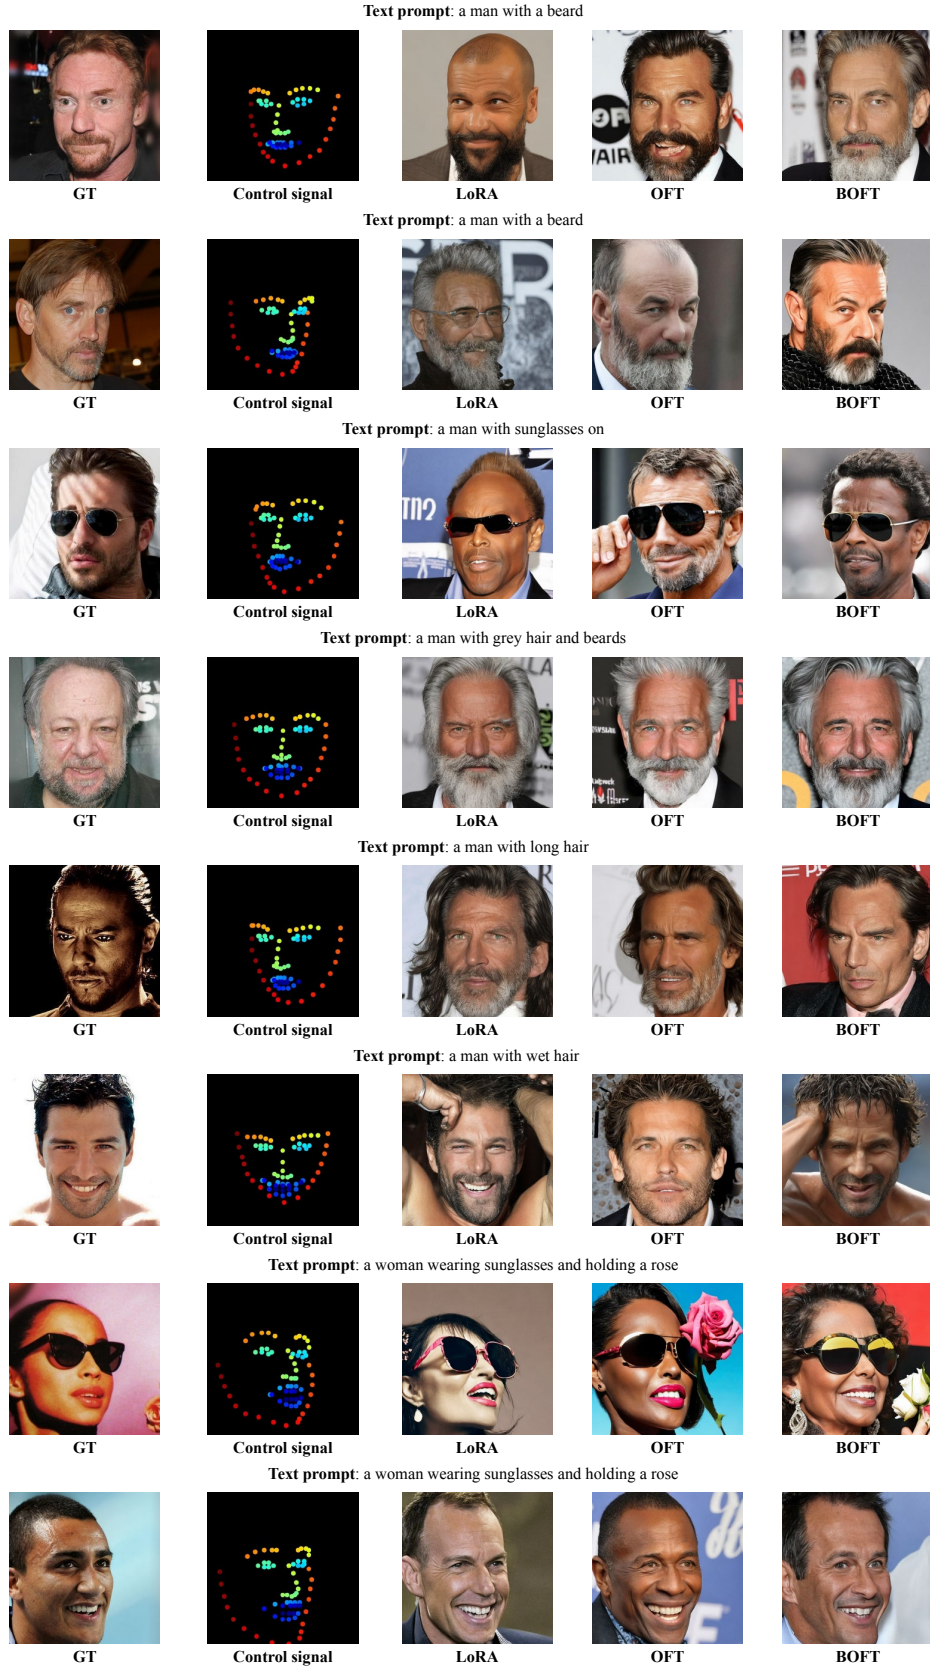 Text prompt: a man with a beard
GT Control signal LoRA OFT BOFT
Text prompt: a man with a beard
GT Control signal LoRA OFT BOFT
Text prompt: a man with sunglasses on
GT Control signal LoRA OFT BOFT
Text prompt: a man with grey hair and beards
GT Control signal LoRA OFT BOFT
Text prompt: a man with long hair
GT Control signal LoRA OFT BOFT
Text prompt: a man with wet hair
GT Control signal LoRA OFT BOFT
Text prompt: a woman wearing sunglasses and holding a rose
GT Control signal LoRA OFT BOFT
Text prompt: a woman wearing sunglasses and holding a rose
GT Control signal LoRA OFT BOFT